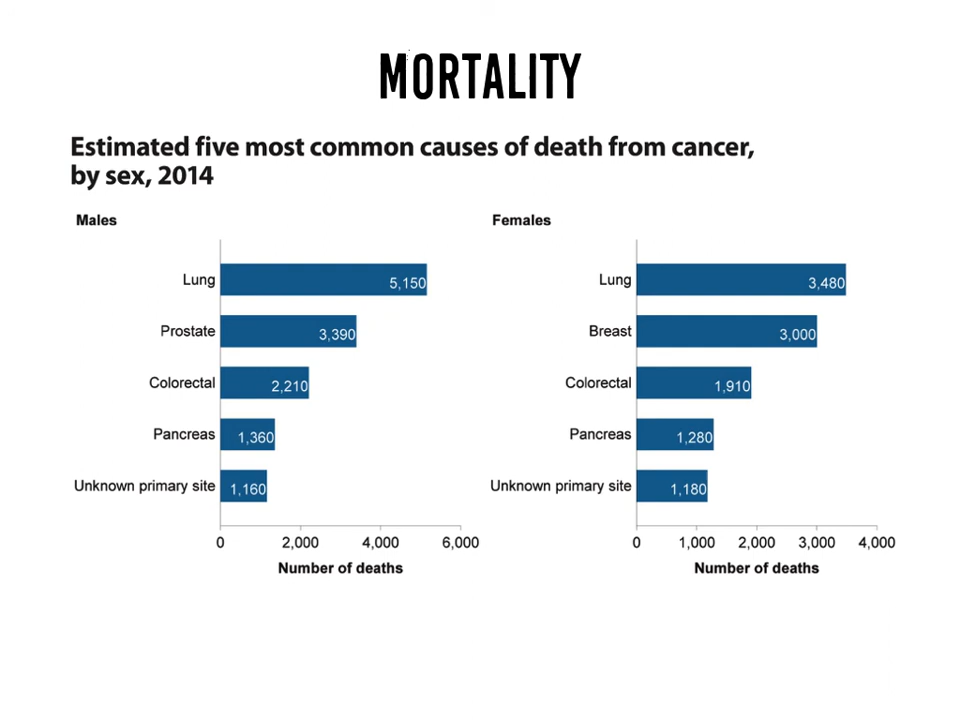 MORTALITY
Estimated five most common causes of death from cancer,
by sex, 2014
Males
Lung 5,150
Prostate 3,390
Colorectal 2,210
Pancreas 1,360
Unknown primary site 1,160
0 2,000 4,000 6,000
Number of deaths
Females
Lung 3,480
Breast 3,000
Colorectal 1,910
Pancreas 1,280
Unknown primary site 1,180
0 1,000 2,000 3,000 4,000
Number of deaths